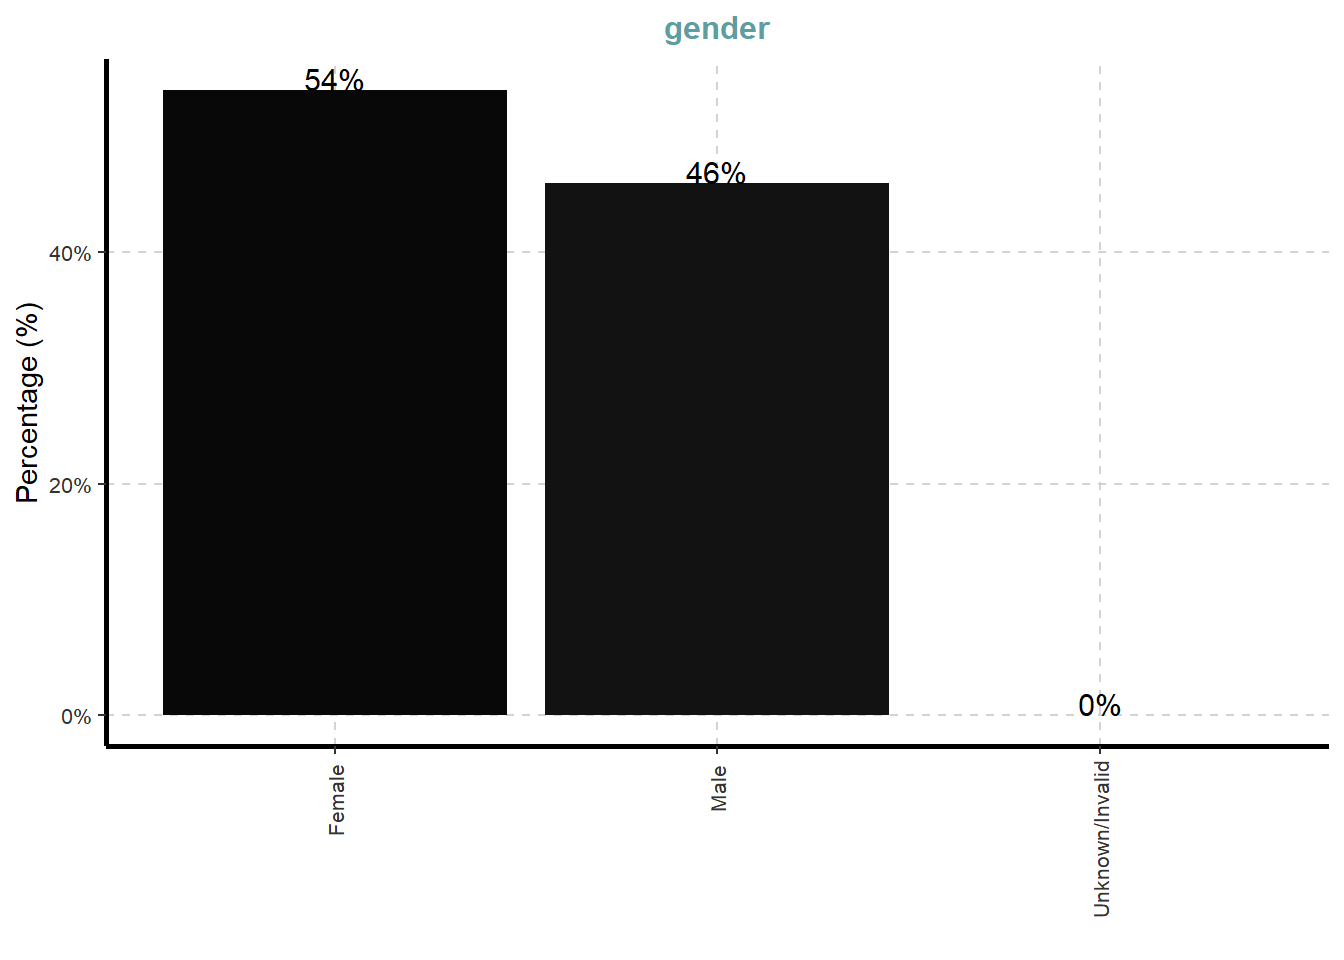 gender
Percentage (%)
40%
20%
0%
54%
46%
0%
Female
Male
Unknown/Invalid